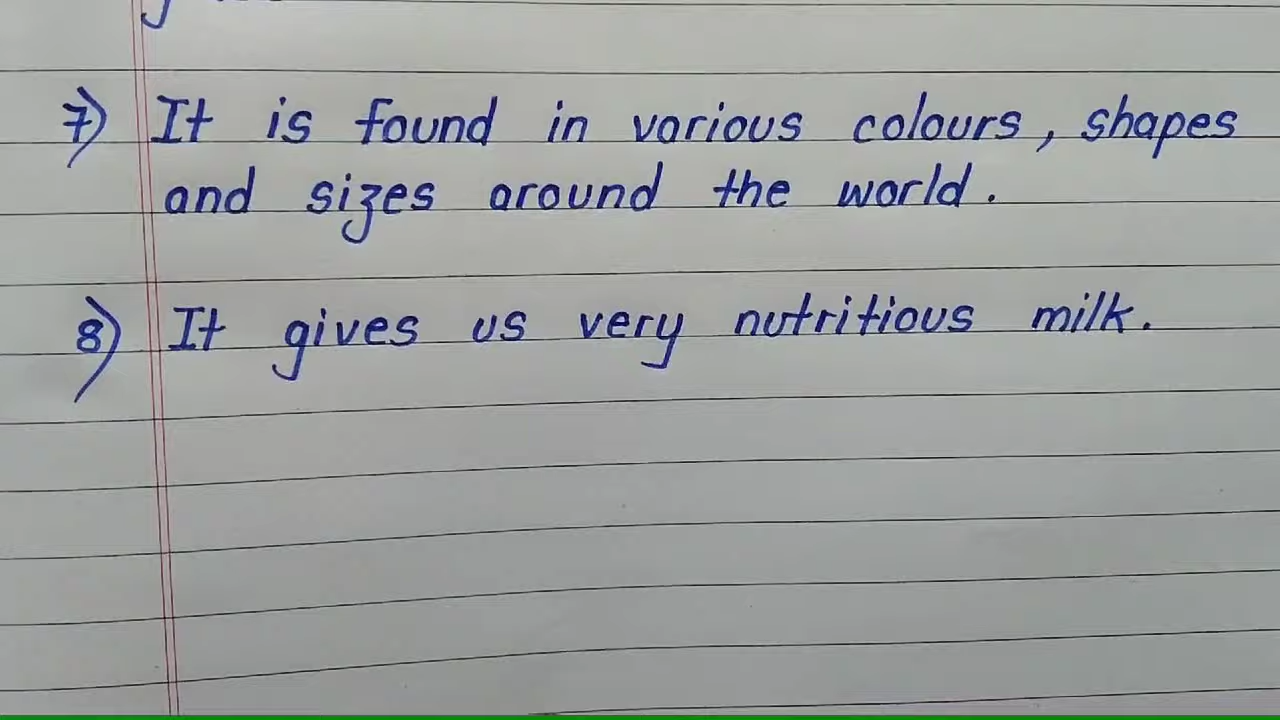 7) It is found in various colours, shapes
and sizes around the world.
8) It gives us very nutritious milk.